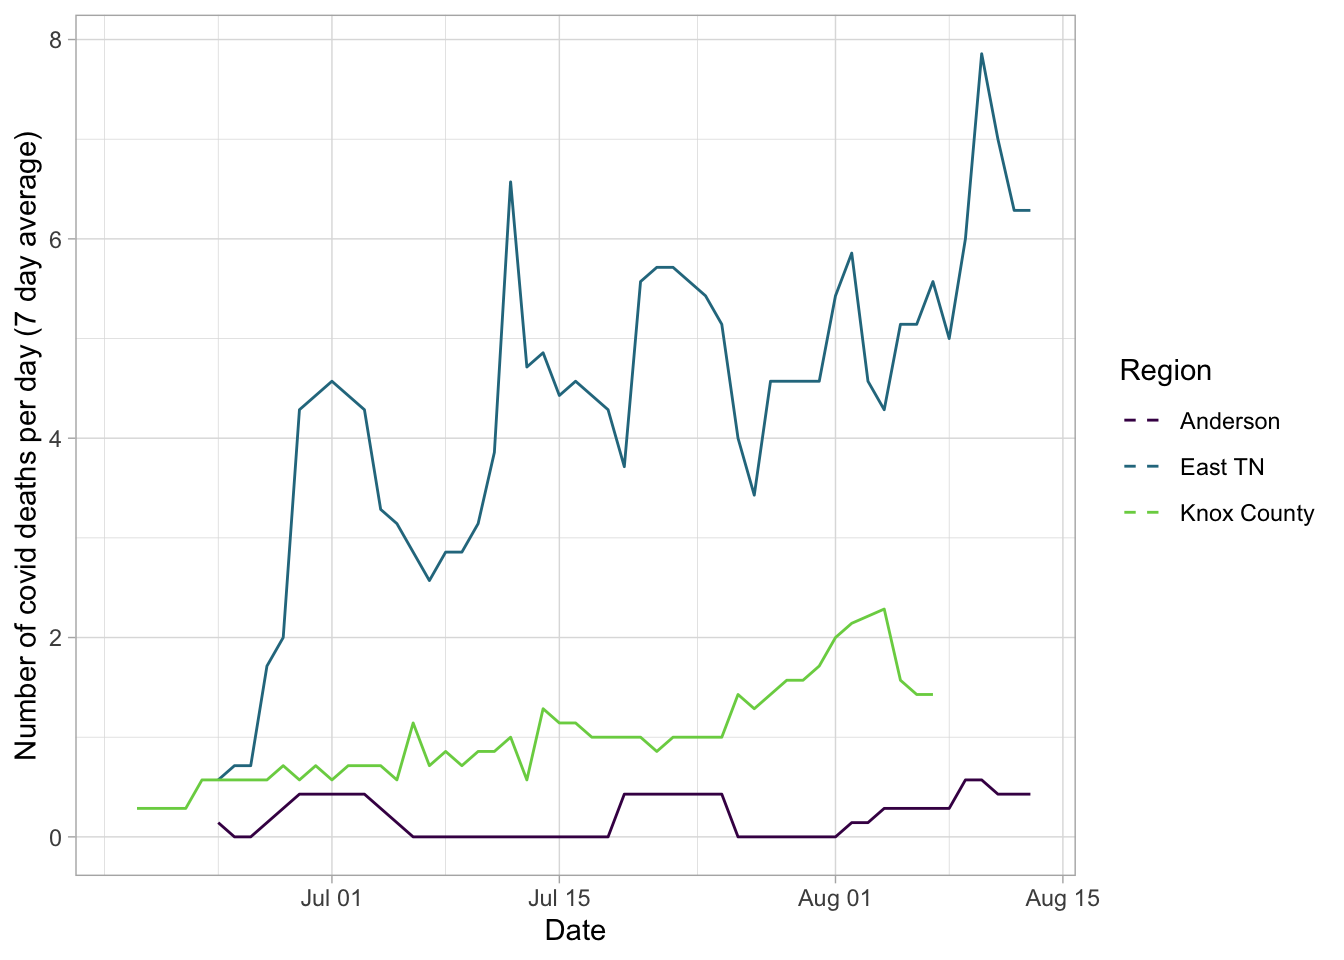 Number of covid deaths per day (7 day average)
8
6
4
2
0
Jul 01
Jul 15
Aug 01
Aug 15
Date
Region
Anderson
East TN
Knox County